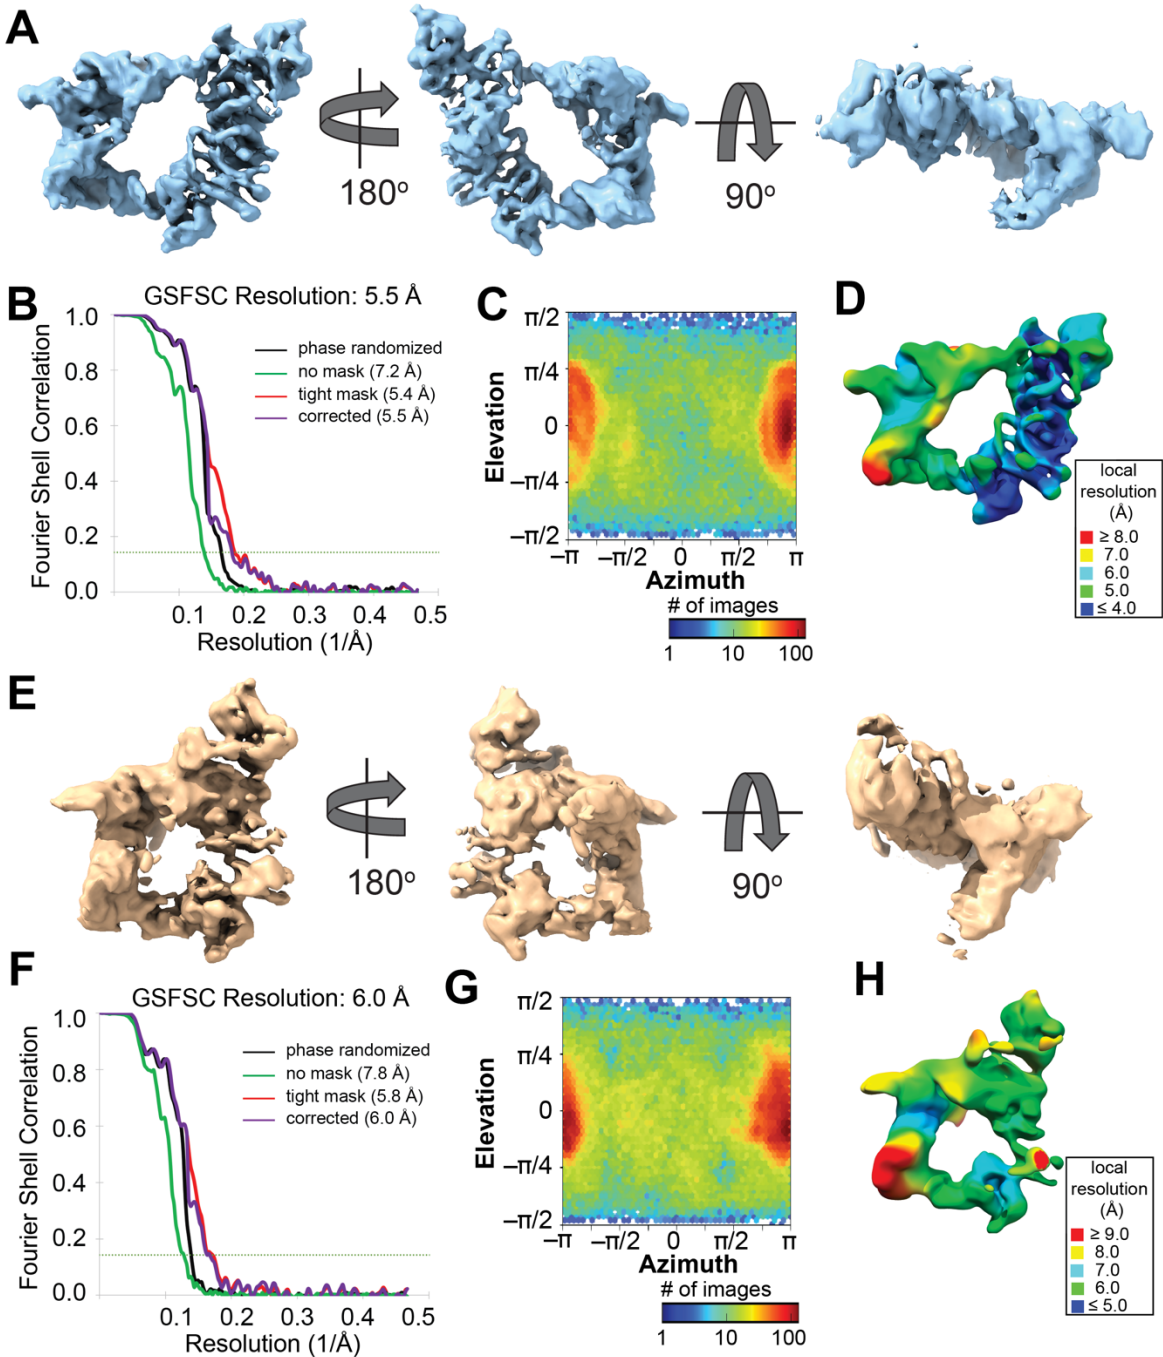 A
180°
90°
B
GSFSC Resolution: 5.5 Å
Fourier Shell Correlation
1.0
0.8
0.6
0.4
0.2
0.0
phase randomized
no mask (7.2 Å)
tight mask (5.4 Å)
corrected (5.5 Å)
0.1 0.2 0.3 0.4 0.5
Resolution (1/Å)
C
Elevation
π/2
π/4
0
−π/4
−π/2
−π −π/2 0 π/2 π
Azimuth
# of images
1 10 100
D
local
resolution
(Å)
≥ 8.0
7.0
6.0
5.0
≤ 4.0
E
180°
90°
F
GSFSC Resolution: 6.0 Å
Fourier Shell Correlation
1.0
0.8
0.6
0.4
0.2
0.0
phase randomized
no mask (7.8 Å)
tight mask (5.8 Å)
corrected (6.0 Å)
0.1 0.2 0.3 0.4 0.5
Resolution (1/Å)
G
Elevation
π/2
π/4
0
−π/4
−π/2
−π −π/2 0 π/2 π
Azimuth
# of images
1 10 100
H
local
resolution
(Å)
≥ 9.0
8.0
7.0
6.0
≤ 5.0